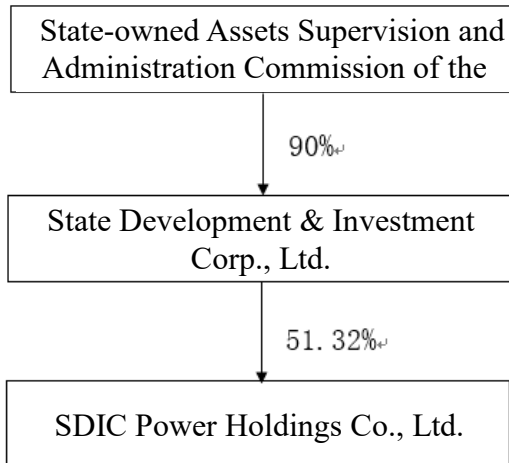 State-owned Assets Supervision and
Administration Commission of the
90%↵
State Development & Investment
Corp., Ltd.
51.32%↵
SDIC Power Holdings Co., Ltd.